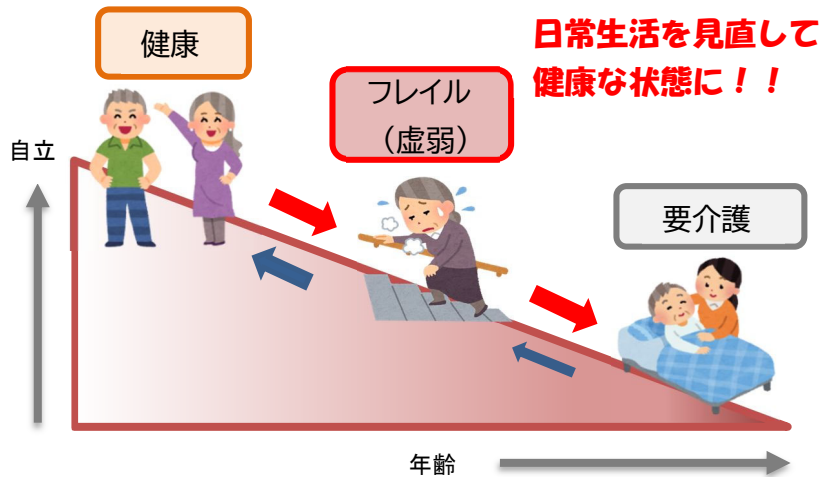 健康
日常生活を見直して
健康な状態に！！
フレイル
（虚弱）
自立
要介護
年齢